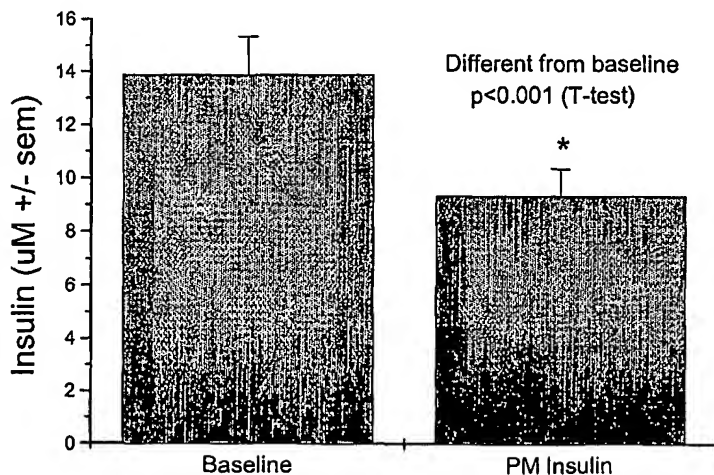 16
14
12
10
8
6
4
2
0
Insulin (uM +/- sem)
Different from baseline
p<0.001 (T-test)
*
Baseline
PM Insulin